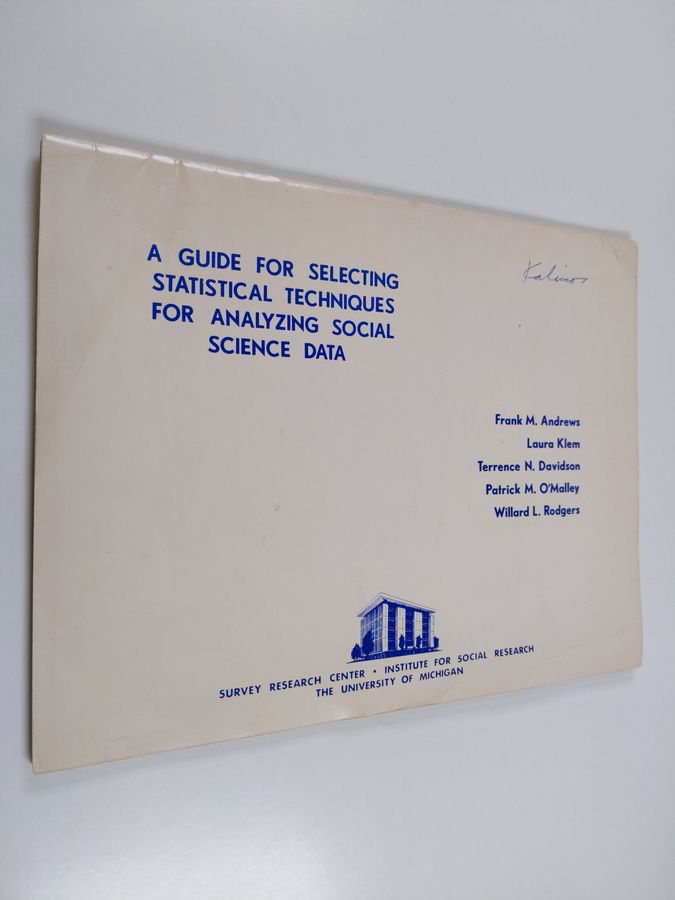 A GUIDE FOR SELECTING
STATISTICAL TECHNIQUES
FOR ANALYZING SOCIAL
SCIENCE DATA
Frank M. Andrews
Laura Klem
Terrence N. Davidson
Patrick M. O'Malley
Willard L. Rodgers
SURVEY RESEARCH CENTER • INSTITUTE FOR SOCIAL RESEARCH
THE UNIVERSITY OF MICHIGAN